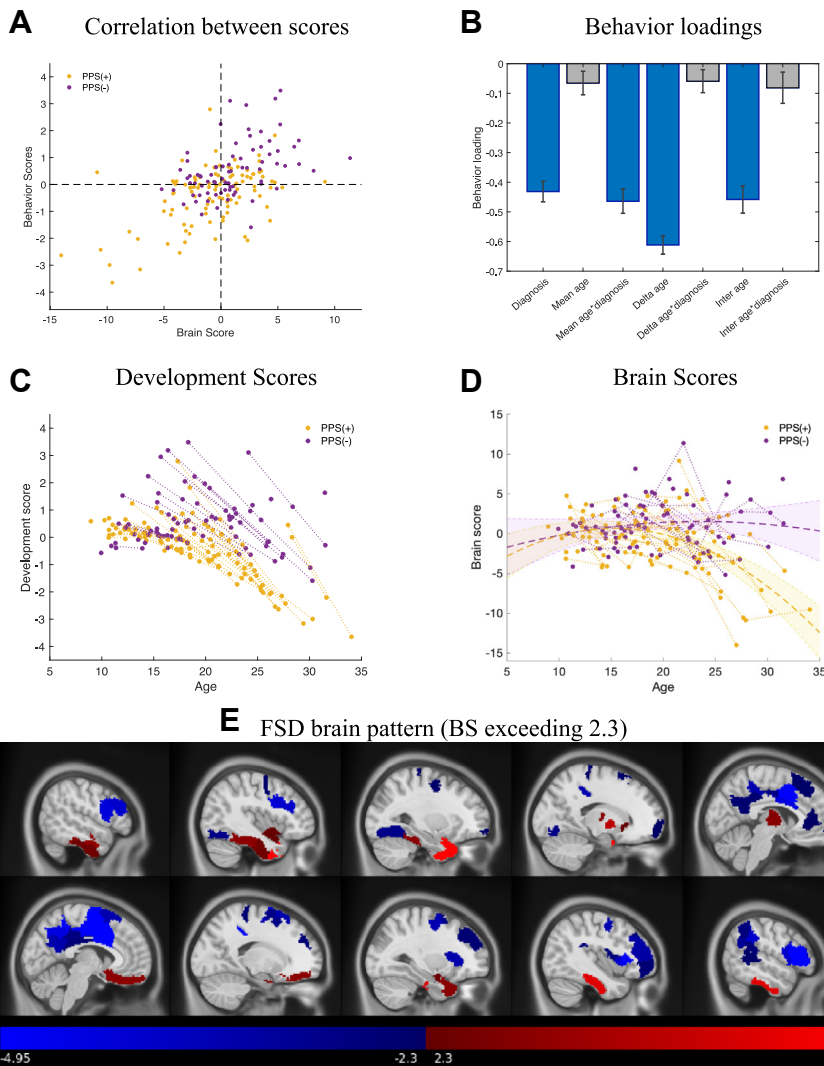 A
Correlation between scores
PPS(+)
PPS(-)
4
3
2
1
0
-1
-2
-3
-4
Behavior Scores
-15
-10
-5
0
5
10
Brain Score
B
Behavior loadings
0
-0.1
-0.2
-0.3
-0.4
-0.5
-0.6
-0.7
Behavior loading
Diagnosis
Mean age
Mean age*diagnosis
Delta age
Delta age*diagnosis
Inter age
Inter age*diagnosis
C
Development Scores
PPS(+)
PPS(-)
4
3
2
1
0
-1
-2
-3
-4
Development score
5
10
15
20
25
30
35
Age
D
Brain Scores
PPS(+)
PPS(-)
15
10
5
0
-5
-10
-15
Brain score
5
10
15
20
25
30
35
Age
E
FSD brain pattern (BS exceeding 2.3)
-4.95
-2.3
2.3